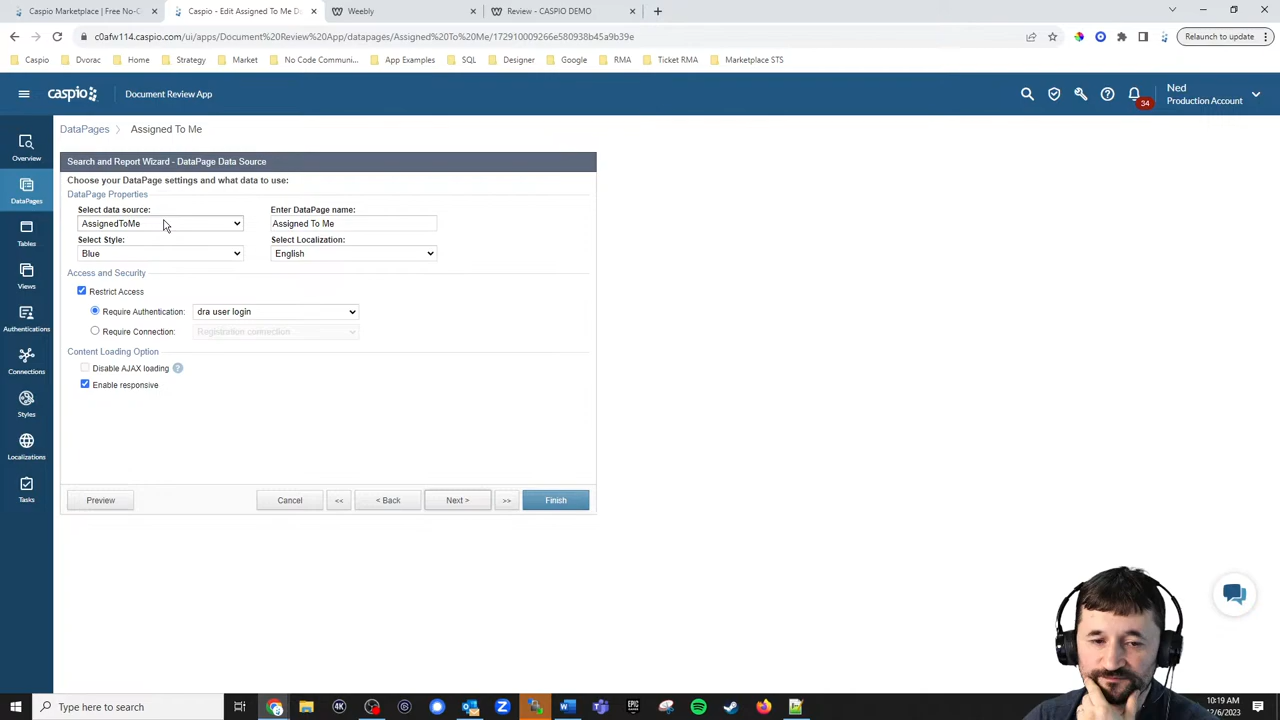 Caspio Marketplace | Free No-C
Caspio - Edit Assigned To Me D
Weebly
Review - CASPIO DEMO
c0afw114.caspio.com/ui/apps/Document%20Review%20App/datapages/Assigned%20To%20Me/172910009266e580938b45a9b39e
Relaunch to update
Caspio
Dvorac
Home
Strategy
Market
No Code Communi...
App Examples
SQL
Designer
Google
RMA
Ticket RMA
Marketplace STS
caspio
Document Review App
34
Ned
Production Account
Overview
DataPages
Tables
Views
Authentications
Connections
Styles
Localizations
Tasks
DataPages > Assigned To Me
Search and Report Wizard - DataPage Data Source
Choose your DataPage settings and what data to use:
DataPage Properties
Select data source: Enter DataPage name:
AssignedToMe Assigned To Me
Select Style: Select Localization:
Blue English
Access and Security
Restrict Access
Require Authentication: dra user login
Require Connection: Registration connection
Content Loading Option
Disable AJAX loading ?
Enable responsive
Preview Cancel << < Back Next > >> Finish
Type here to search
10:19 AM
12/6/2023